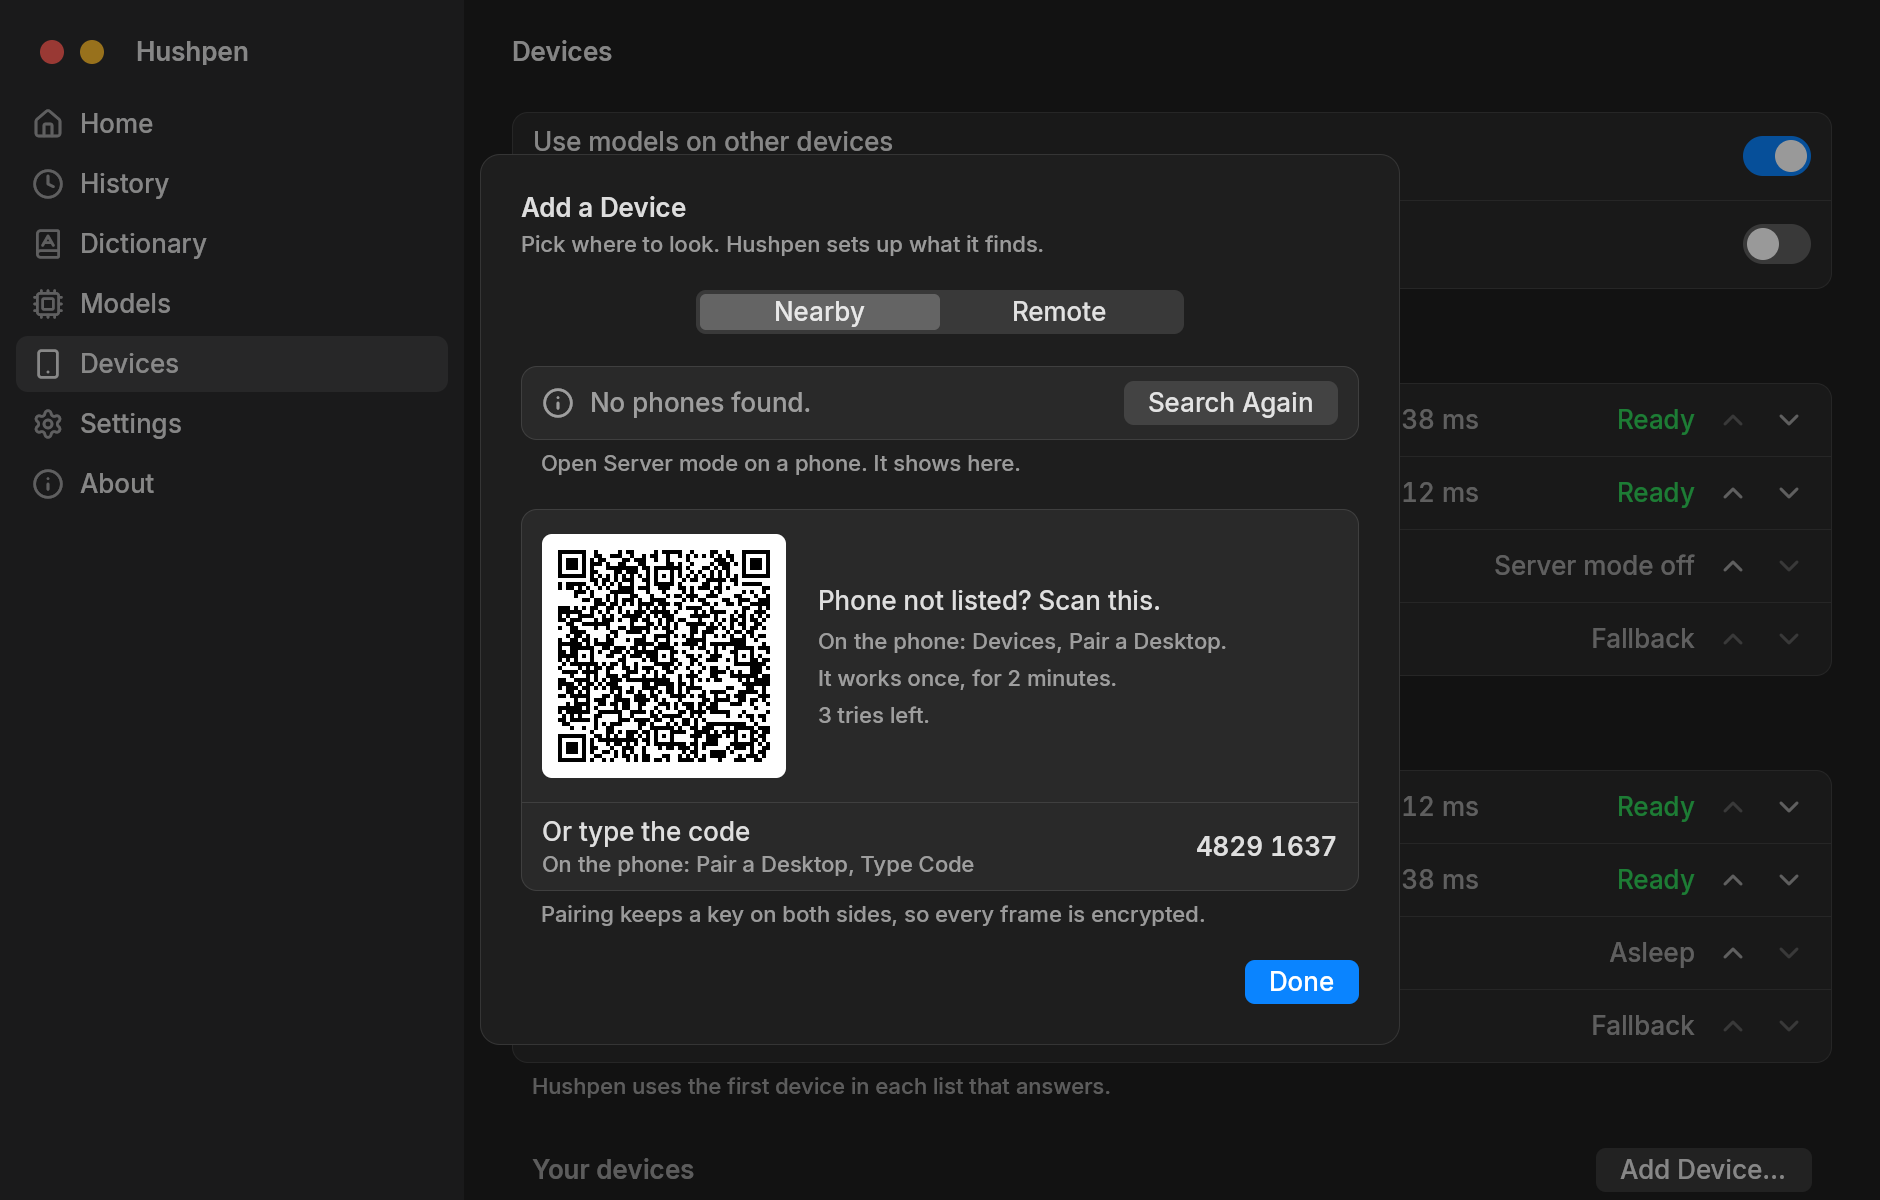 Hushpen
Home
History
Dictionary
Models
Devices
Settings
About
Devices
Use models on other devices
Add a Device
Pick where to look. Hushpen sets up what it finds.
Nearby Remote
No phones found. Search Again
Open Server mode on a phone. It shows here.
Phone not listed? Scan this.
On the phone: Devices, Pair a Desktop.
It works once, for 2 minutes.
3 tries left.
Or type the code
On the phone: Pair a Desktop, Type Code
4829 1637
Pairing keeps a key on both sides, so every frame is encrypted.
Done
38 ms Ready
12 ms Ready
Server mode off
Fallback
12 ms Ready
38 ms Ready
Asleep
Fallback
Hushpen uses the first device in each list that answers.
Your devices Add Device...